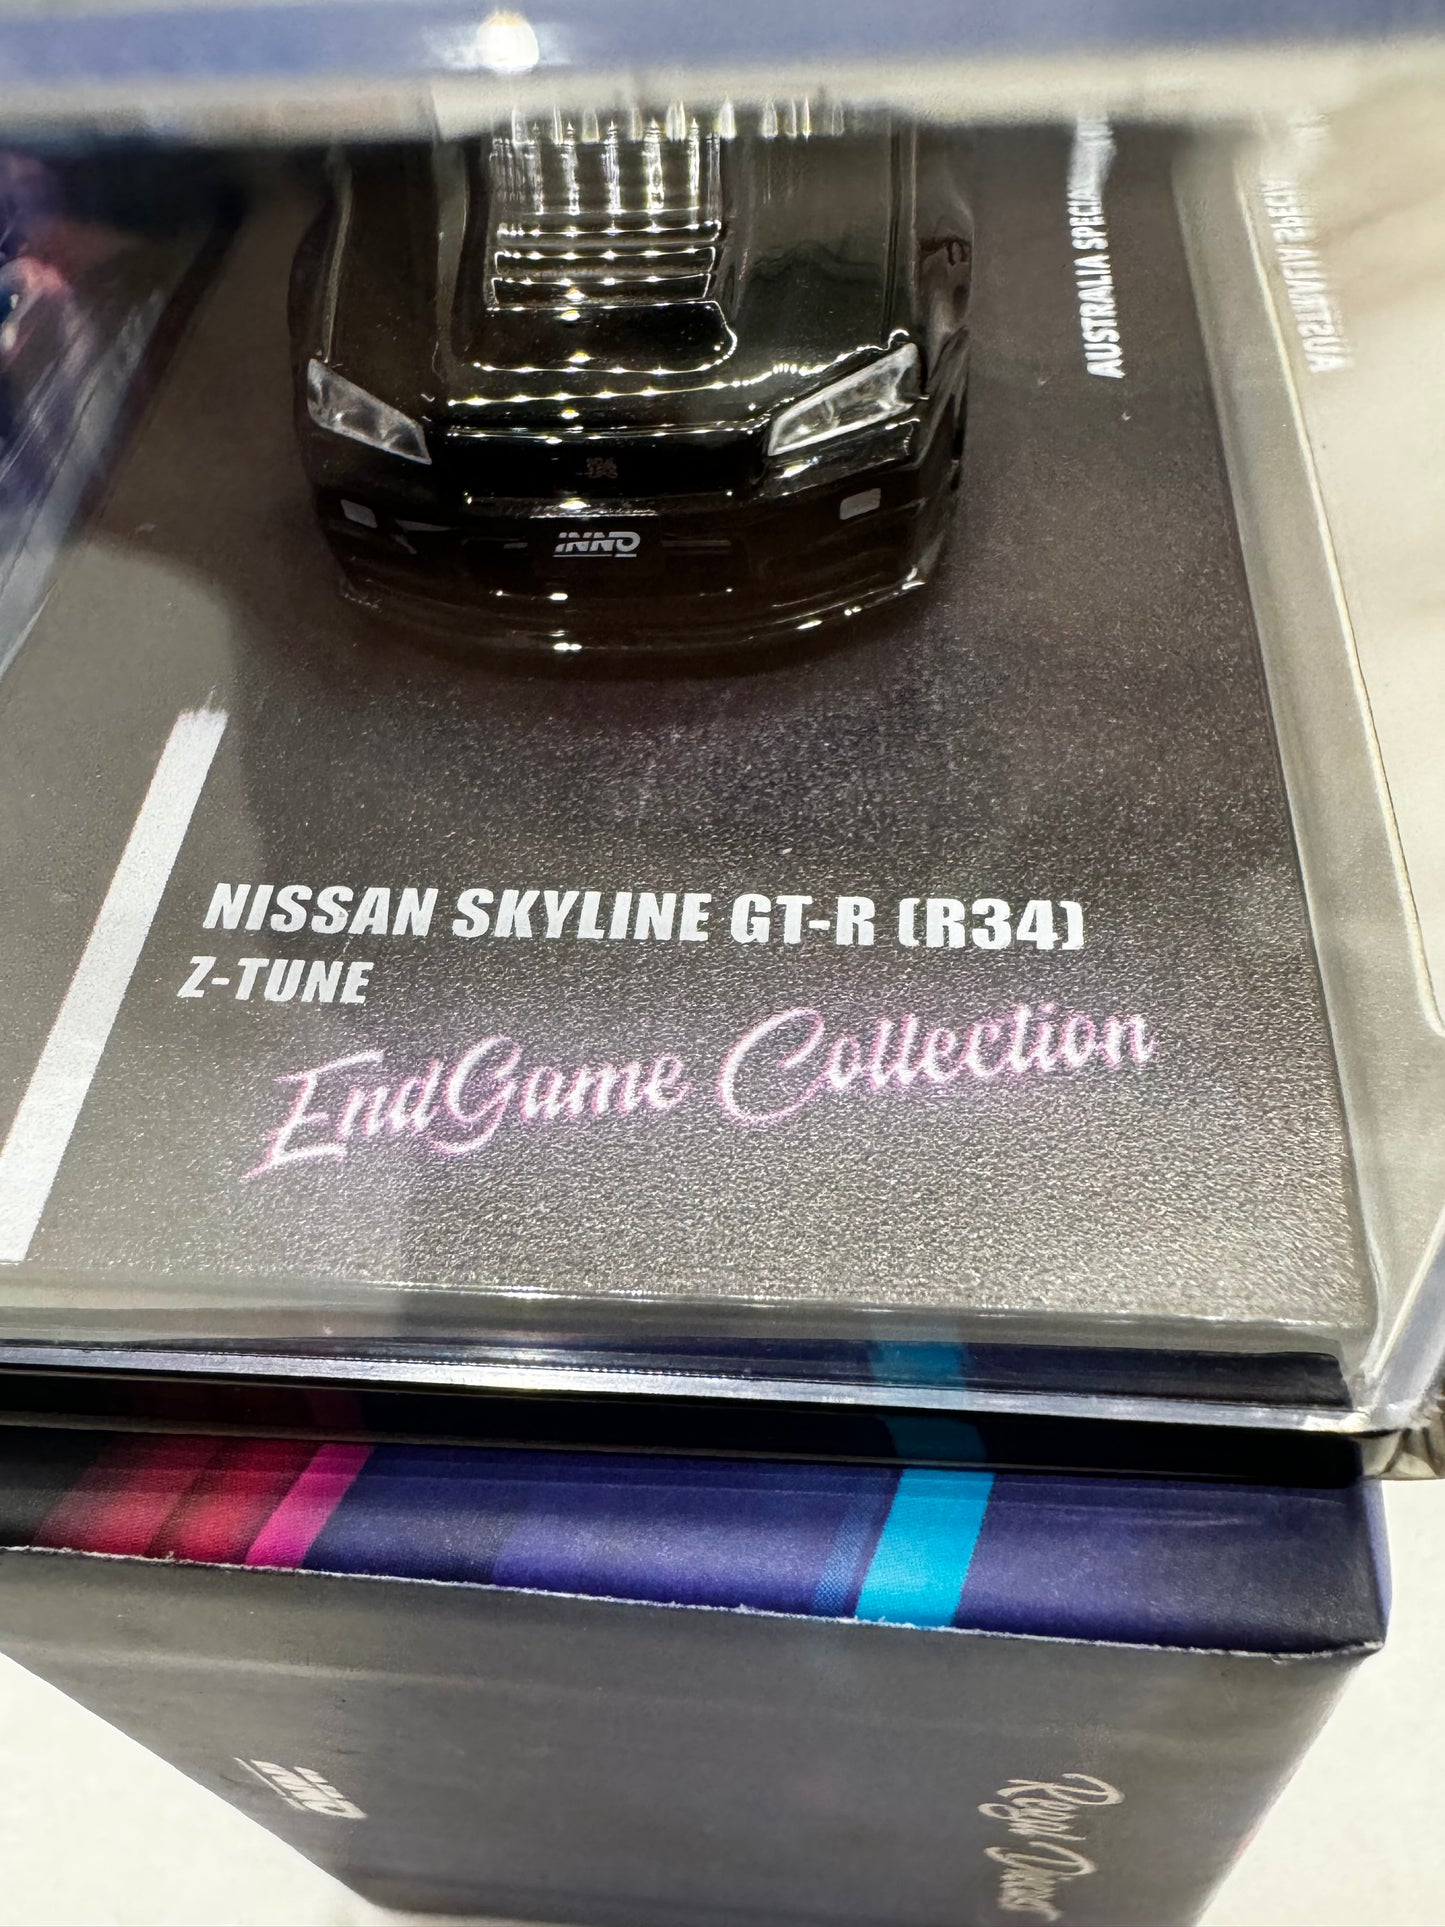 AUSTRALIA SPECIAL
INNO
NISSAN SKYLINE GT-R (R34)
Z-TUNE
EndGame Collection
INNO